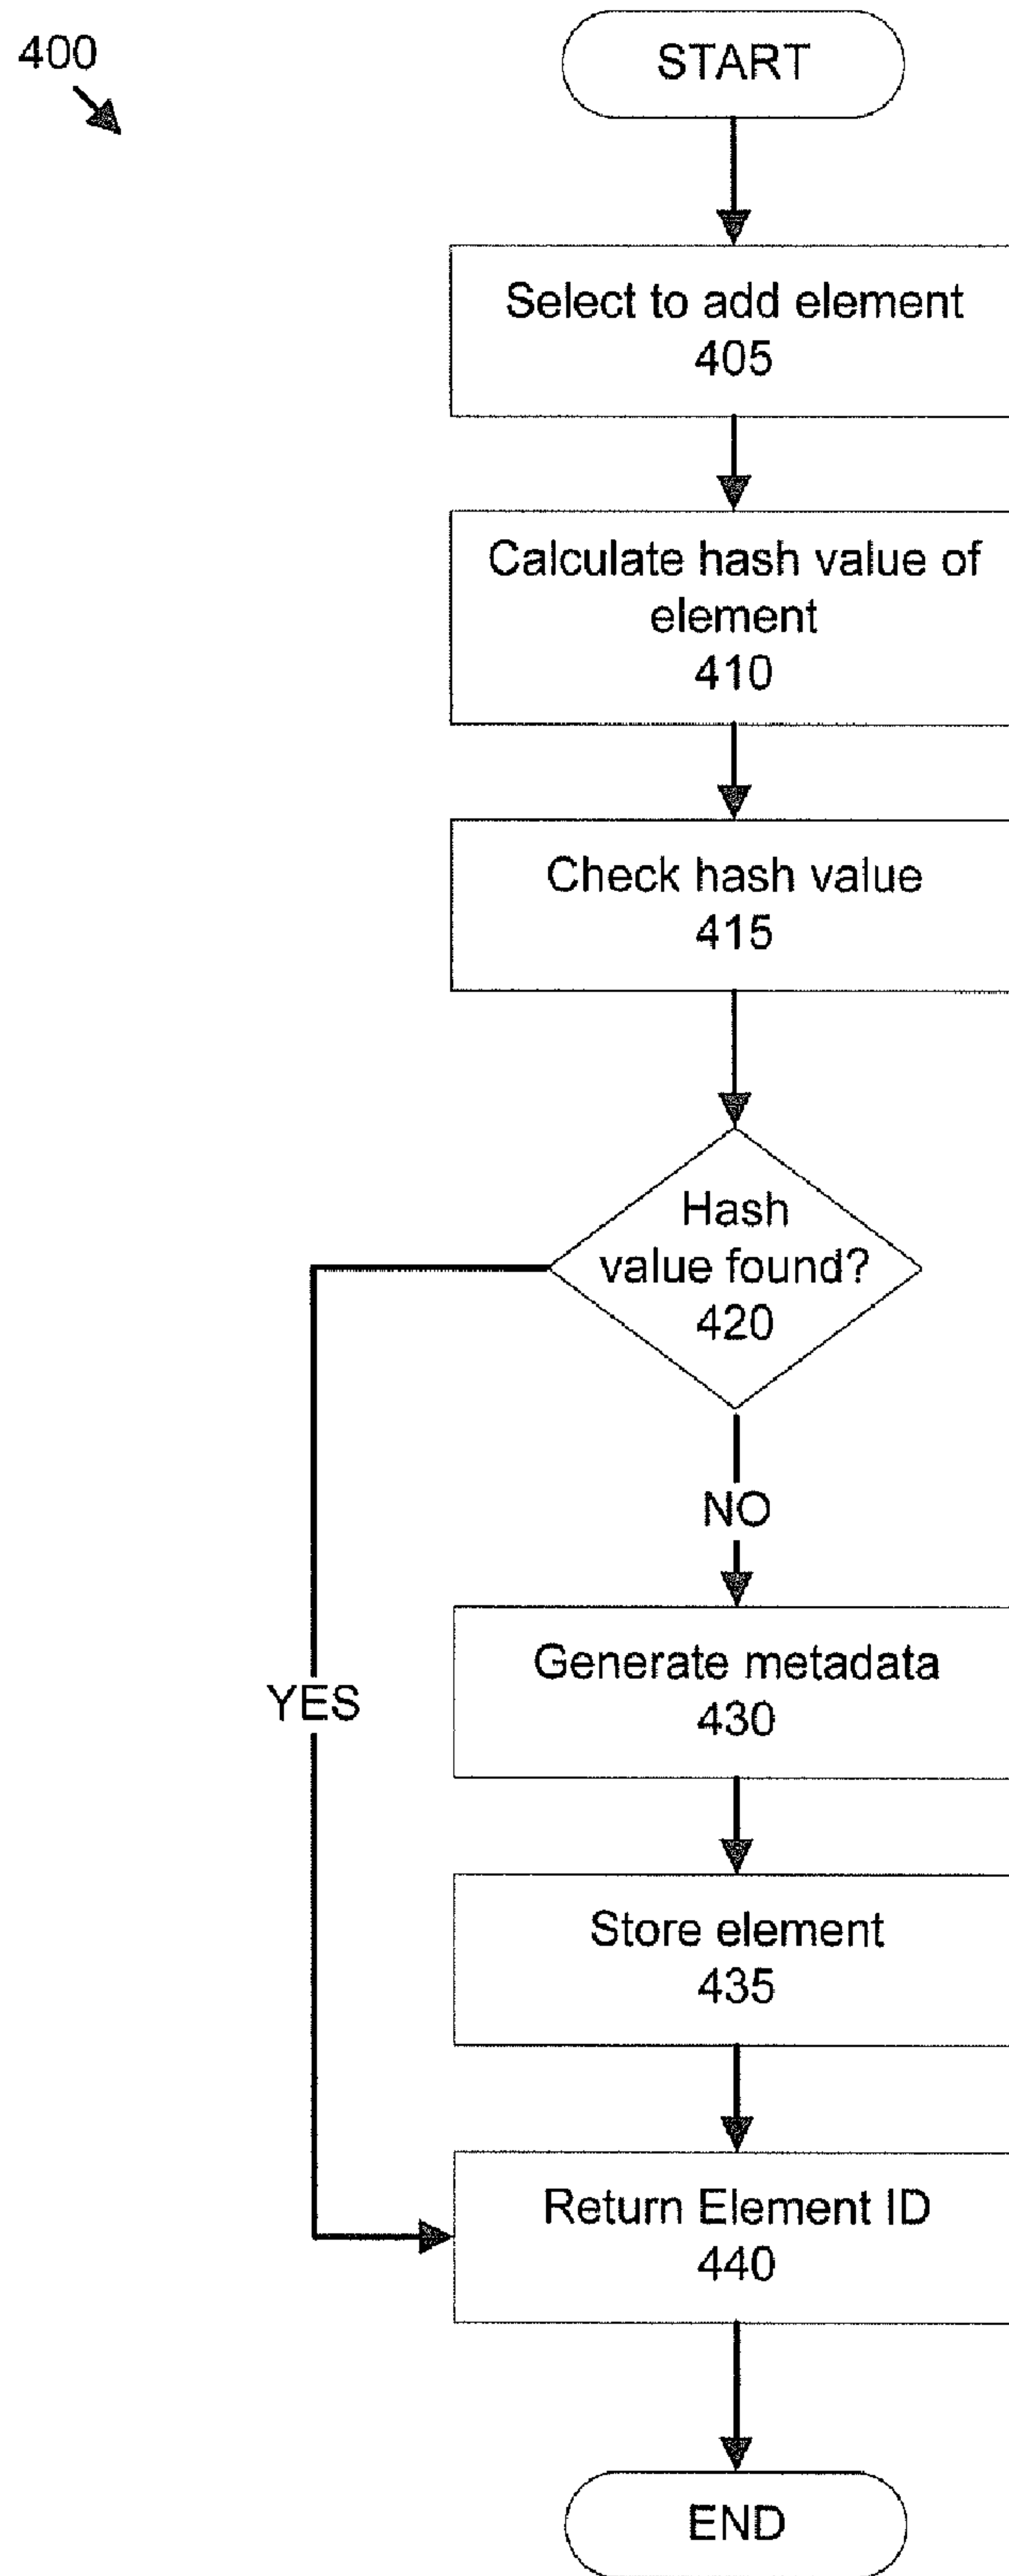 400
START
Select to add element
405
Calculate hash value of
element
410
Check hash value
415
Hash
value found?
420
NO
YES
Generate metadata
430
Store element
435
Return Element ID
440
END